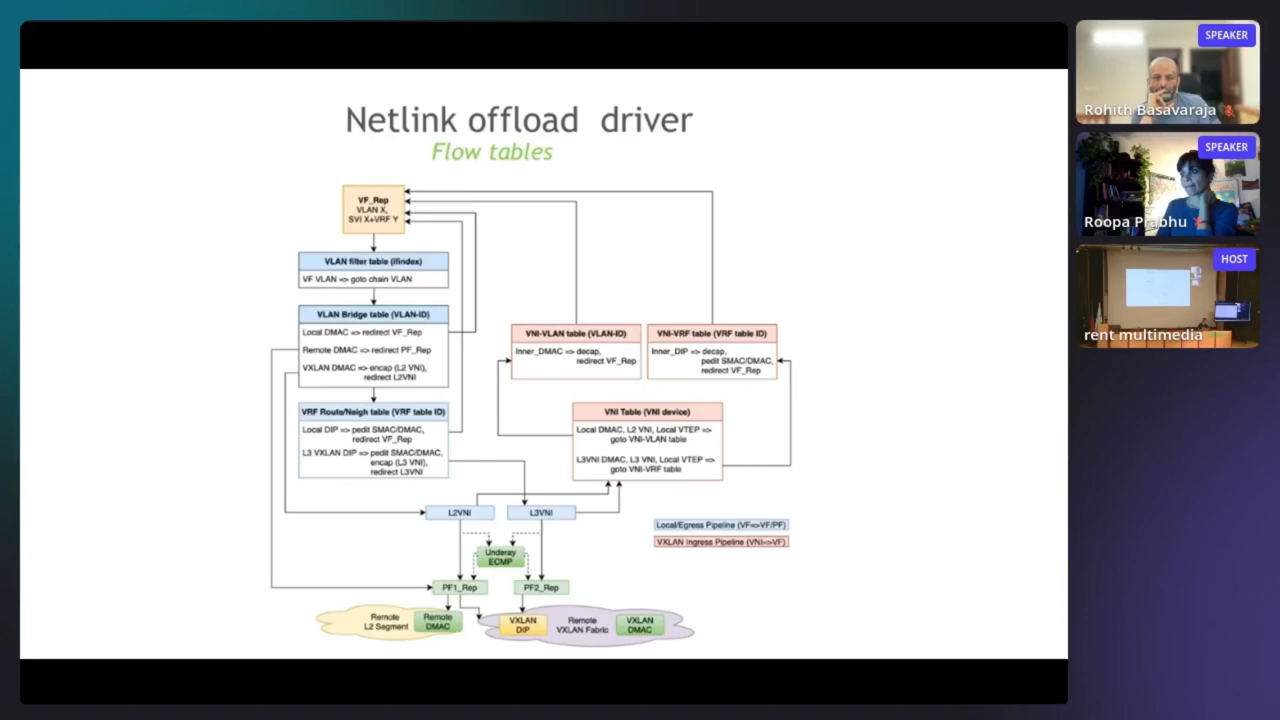 Netlink offload driver
Flow tables
VF_Rep
VLAN X,
SVI X+VRF Y
VLAN filter table (ifindex)
VF VLAN => goto chain VLAN
VLAN Bridge table (VLAN-ID)
Local DMAC => redirect VF_Rep
Remote DMAC => redirect PF_Rep
VXLAN DMAC => encap (L2 VNI),
redirect L2VNI
VRF Route/Neigh table (VRF table ID)
Local DIP => pedit SMAC/DMAC,
redirect VF_Rep
L3 VXLAN DIP => pedit SMAC/DMAC,
encap (L3 VNI),
redirect L3VNI
VNI-VLAN table (VLAN-ID)
Inner_DMAC => decap,
redirect VF_Rep
VNI-VRF table (VRF table ID)
Inner_DIP => decap,
pedit SMAC/DMAC,
redirect VF_Rep
VNI Table (VNI device)
Local DMAC, L2 VNI, Local VTEP =>
goto VNI-VLAN table
L3VNI DMAC, L3 VNI, Local VTEP =>
goto VNI-VRF table
L2VNI
L3VNI
Local/Egress Pipeline (VF=>VF/PF)
VXLAN Ingress Pipeline (VNI=>VF)
Underay
ECMP
PF1_Rep
PF2_Rep
Remote
L2 Segment
Remote
DMAC
VXLAN
DIP
Remote
VXLAN Fabric
VXLAN
DMAC
SPEAKER
Rohith Basavaraja
SPEAKER
Roopa Prabhu
HOST
rent multimedia